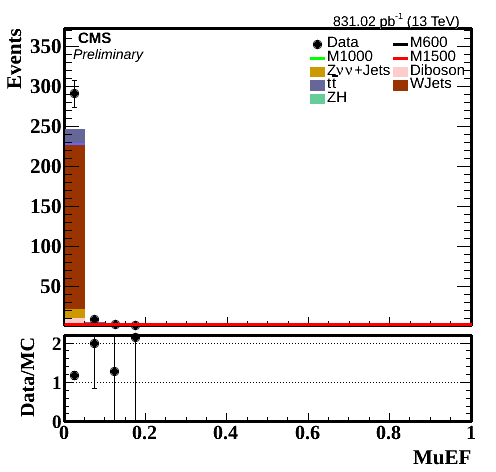 831.02 pb-1 (13 TeV)
CMS
Preliminary
Data
M600
M1000
M1500
Zνν+Jets
Diboson
tt
WJets
ZH
Events
350
300
250
200
150
100
50
Data/MC
2
1
0
0 0.2 0.4 0.6 0.8 1
MuEF